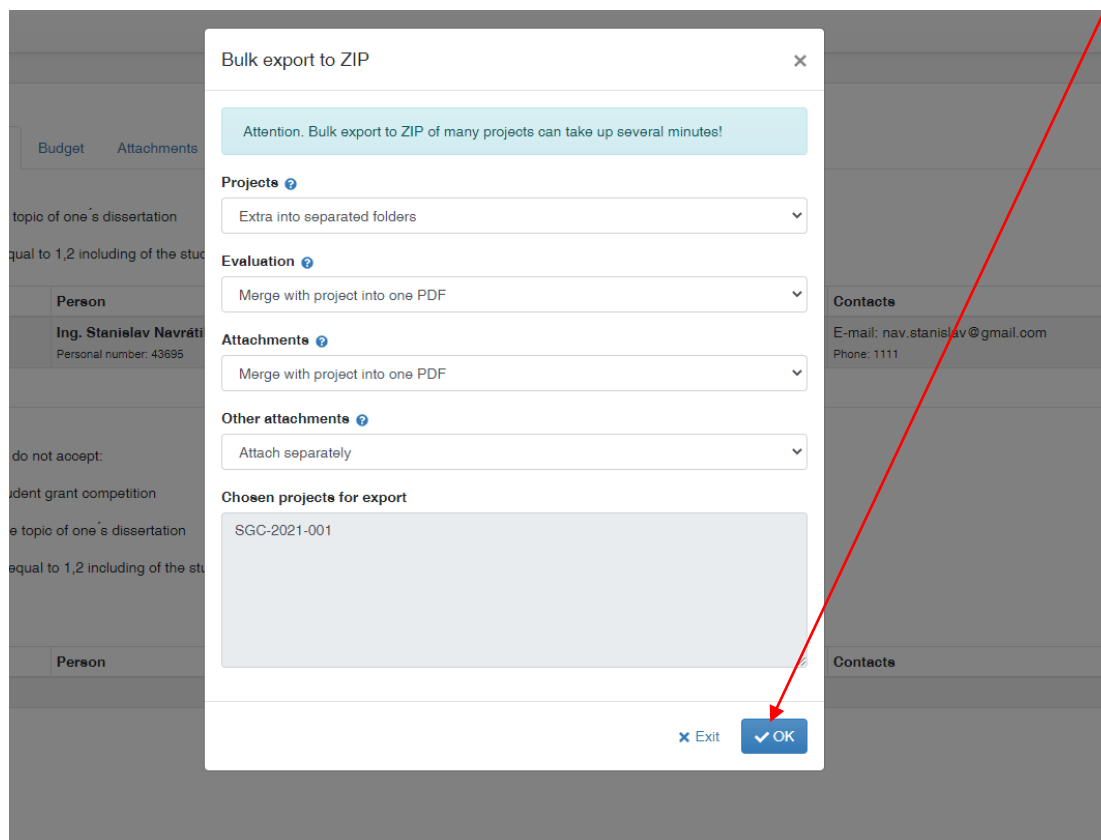 Bulk export to ZIP
Attention. Bulk export to ZIP of many projects can take up several minutes!
Budget Attachments
Projects
topic of one´s dissertation
Extra into separated folders
qual to 1,2 including of the stud
Evaluation
Merge with project into one PDF
Person
Contacts
Ing. Stanislav Navráti
E-mail: nav.stanislav@gmail.com
Personal number: 43695
Phone: 1111
Attachments
Merge with project into one PDF
Other attachments
Attach separately
do not accept:
udent grant competition
Chosen projects for export
SGC-2021-001
e topic of one´s dissertation
equal to 1,2 including of the stu
Person
Contacts
Exit
OK